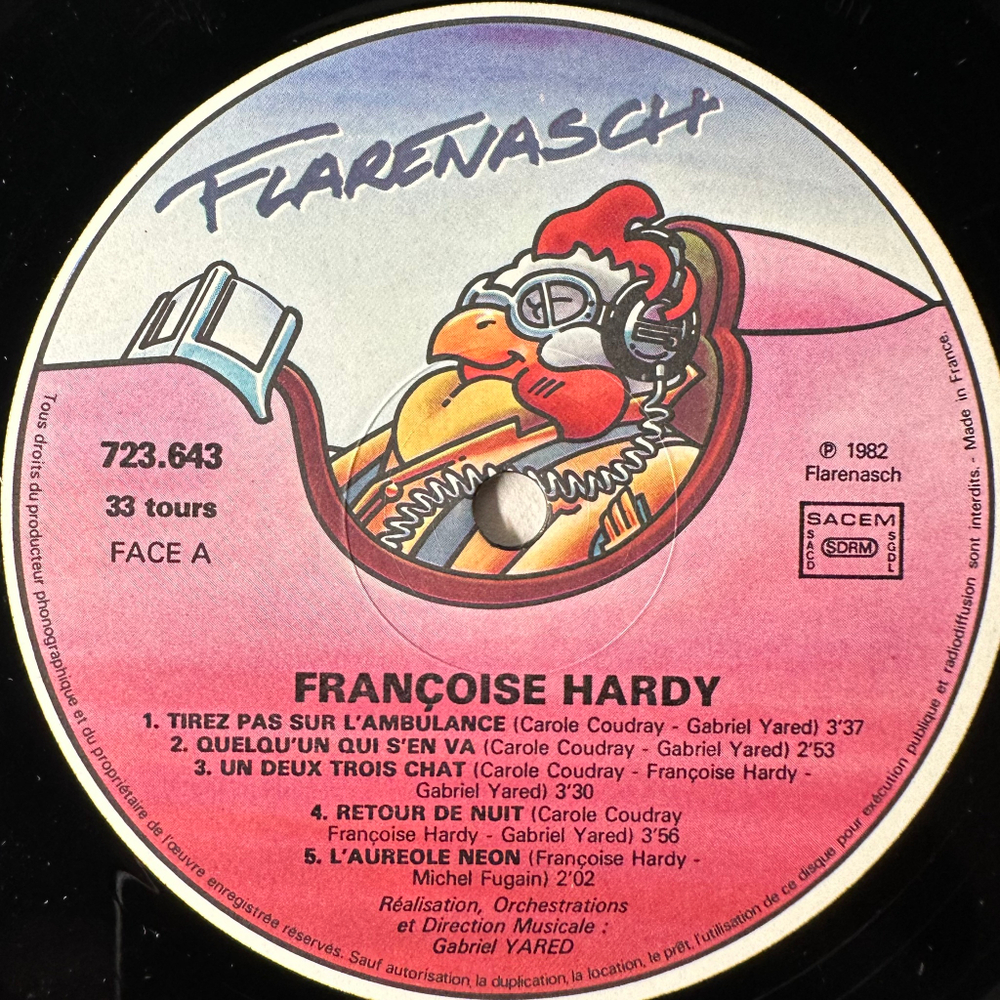 FLARENASCH
723.643
33 tours
FACE A
℗ 1982
Flarenasch
SACEM
SACD
SDRM
SGDL
FRANÇOISE HARDY
1. TIREZ PAS SUR L'AMBULANCE (Carole Coudray - Gabriel Yared) 3'37
2. QUELQU'UN QUI S'EN VA (Carole Coudray - Gabriel Yared) 2'53
3. UN DEUX TROIS CHAT (Carole Coudray - Françoise Hardy -
Gabriel Yared) 3'30
4. RETOUR DE NUIT (Carole Coudray
Françoise Hardy - Gabriel Yared) 3'56
5. L'AUREOLE NEON (Françoise Hardy -
Michel Fugain) 2'02
Réalisation, Orchestrations
et Direction Musicale :
Gabriel YARED
Tous droits du producteur phonographique et du propriétaire de l'œuvre enregistrée réservés. Sauf autorisation, la duplication, la location, le prêt, l'utilisation de ce disque pour exécution publique et radiodiffusion sont interdits. - Made in France.